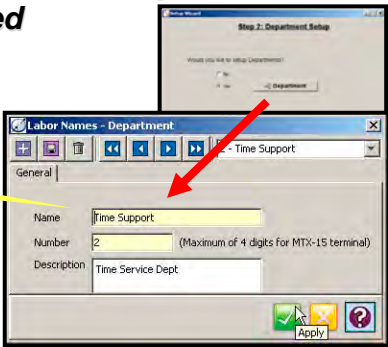 ed
Setup Wizard
Step 2: Department Setup
Would you like to setup Departments?
No
Yes
Department
Labor Names - Department
2 - Time Support
General
Name
Time Support
Number
2
(Maximum of 4 digits for MTX-15 terminal)
Description
Time Service Dept
Apply